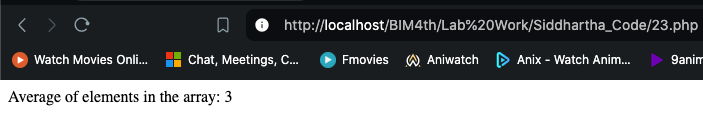 http://localhost/BIM4th/Lab%20Work/Siddhartha_Code/23.php
Watch Movies Onli... Chat, Meetings, C... Fmovies Aniwatch Anix - Watch Anim... 9anim
Average of elements in the array: 3